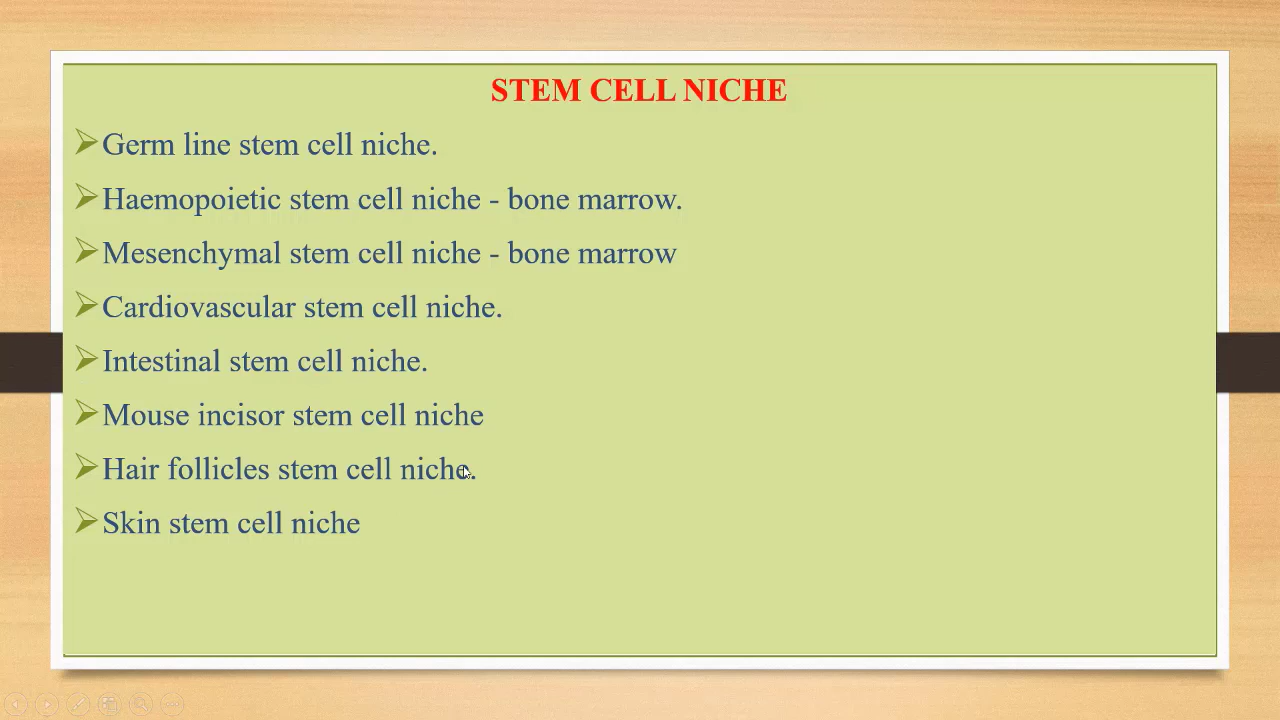 STEM CELL NICHE
Germ line stem cell niche.
Haemopoietic stem cell niche - bone marrow.
Mesenchymal stem cell niche - bone marrow
Cardiovascular stem cell niche.
Intestinal stem cell niche.
Mouse incisor stem cell niche
Hair follicles stem cell niche.
Skin stem cell niche